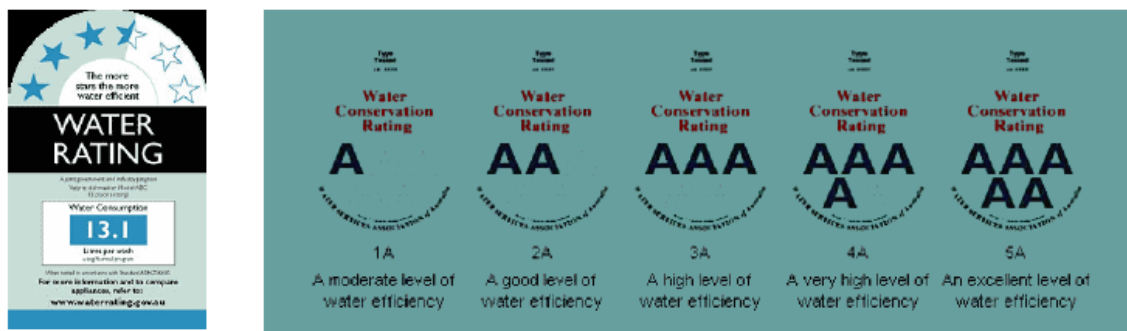 The more
stars the more
water efficient
WATER
RATING
Water Consumption
13.1
Litres per wash
For more information and to compare
appliances, refer to:
www.waterrating.gov.au
Water
Conservation
Rating
A
1A
A moderate level of
water efficiency
Water
Conservation
Rating
AA
2A
A good level of
water efficiency
Water
Conservation
Rating
AAA
3A
A high level of
water efficiency
Water
Conservation
Rating
AAA
A
4A
A very high level of
water efficiency
Water
Conservation
Rating
AAA
AA
5A
An excellent level of
water efficiency